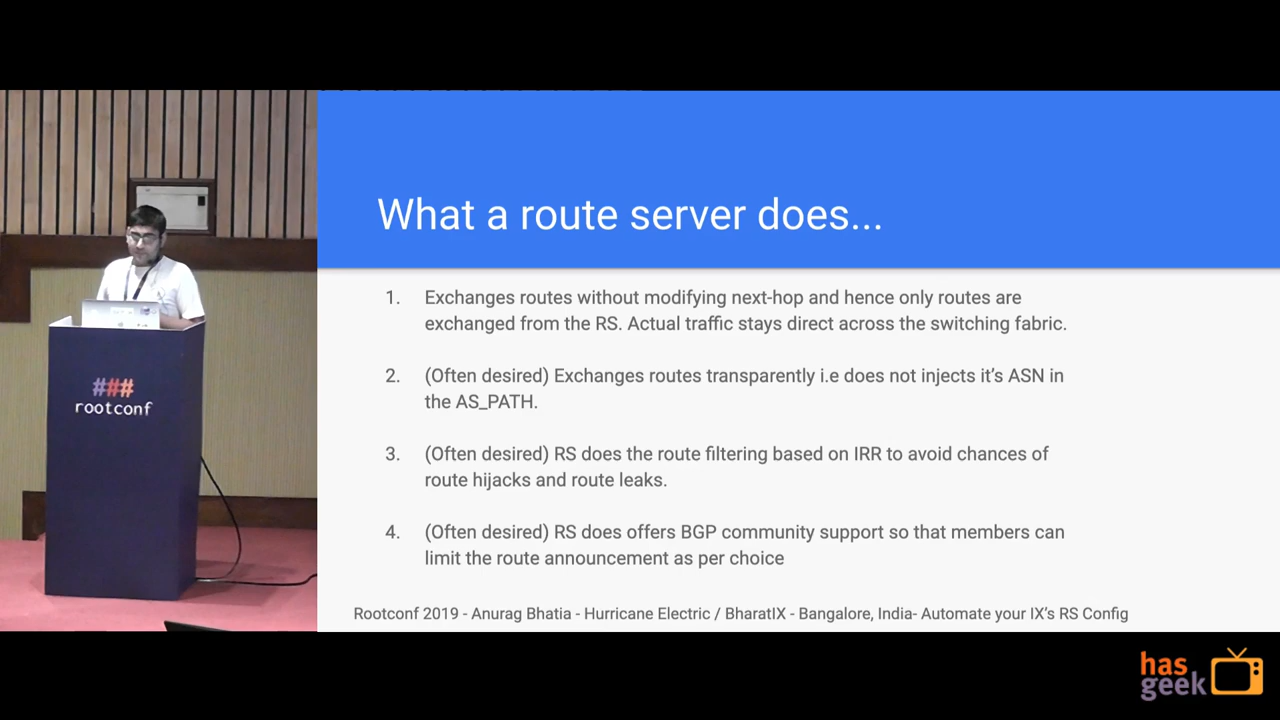 What a route server does...
1. Exchanges routes without modifying next-hop and hence only routes are
exchanged from the RS. Actual traffic stays direct across the switching fabric.
2. (Often desired) Exchanges routes transparently i.e does not injects it's ASN in
the AS_PATH.
3. (Often desired) RS does the route filtering based on IRR to avoid chances of
route hijacks and route leaks.
4. (Often desired) RS does offers BGP community support so that members can
limit the route announcement as per choice
Rootconf 2019 - Anurag Bhatia - Hurricane Electric / BharatIX - Bangalore, India- Automate your IX's RS Config
###
rootconf
has
geek